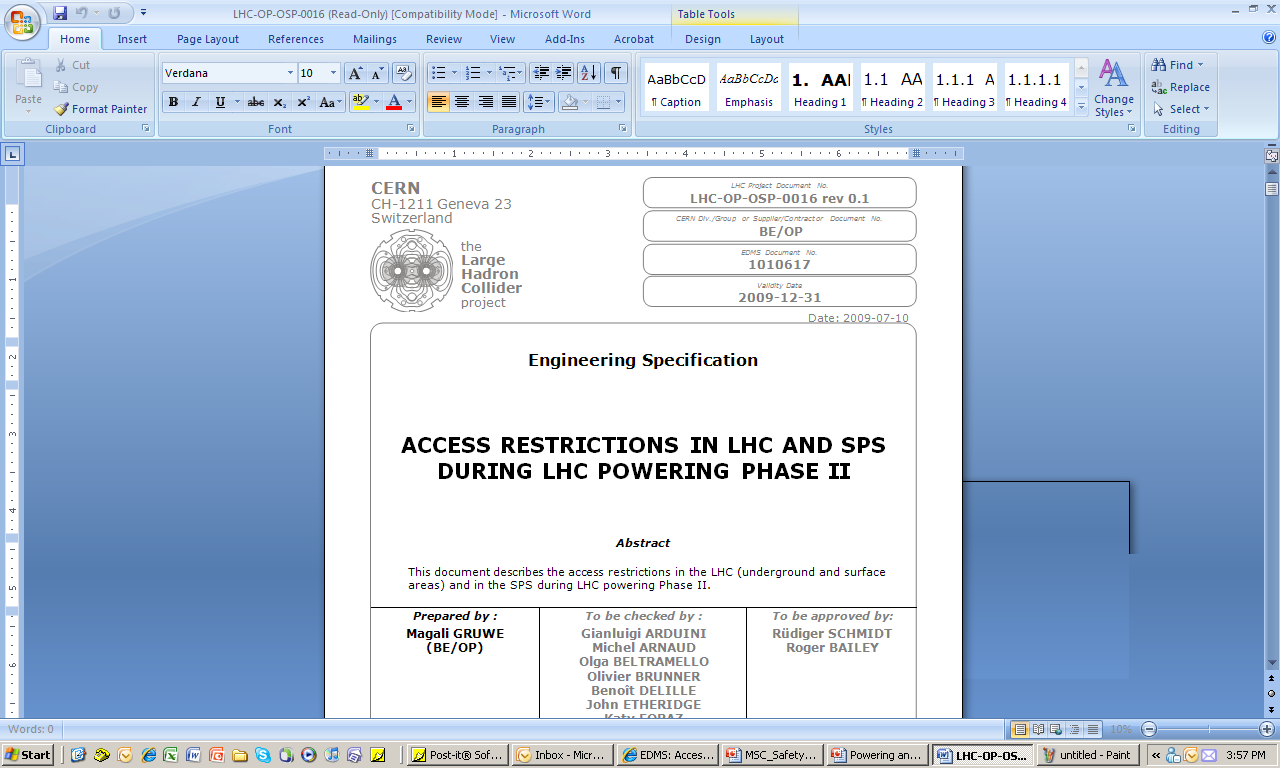 LHC-OP-OSP-0016 (Read-Only) [Compatibility Mode] - Microsoft Word
Table Tools
Home Insert Page Layout References Mailings Review View Add-Ins Acrobat Design Layout
Paste
Cut
Copy
Format Painter
Clipboard
Verdana 10
Font
Paragraph
AaBbCcD AaBbCcDc 1. AA 1.1 AA 1.1.1 A 1.1.1.1
¶ Caption Emphasis Heading 1 ¶ Heading 2 ¶ Heading 3 ¶ Heading 4
Change
Styles
Styles
Find
Replace
Select
Editing
1 2 3 4 5 6
CERN
CH-1211 Geneva 23
Switzerland
the
Large
Hadron
Collider
project
LHC Project Document No.
LHC-OP-OSP-0016 rev 0.1
CERN Div./Group or Supplier/Contractor Document No.
BE/OP
EDMS Document No.
1010617
Validity Date
2009-12-31
Date: 2009-07-10
Engineering Specification
ACCESS RESTRICTIONS IN LHC AND SPS
DURING LHC POWERING PHASE II
Abstract
This document describes the access restrictions in the LHC (underground and surface
areas) and in the SPS during LHC powering Phase II.
Prepared by :
Magali GRUWE
(BE/OP)
To be checked by :
Gianluigi ARDUINI
Michel ARNAUD
Olga BELTRAMELLO
Olivier BRUNNER
Benoît DELILLE
John ETHERIDGE
Katy FORAZ
To be approved by:
Rüdiger SCHMIDT
Roger BAILEY
Words: 0
110%
Start
Post-it® Sof...
Inbox - Micr...
EDMS: Acces...
MSC_Safety...
Powering an...
LHC-OP-OS...
untitled - Paint
3:57 PM